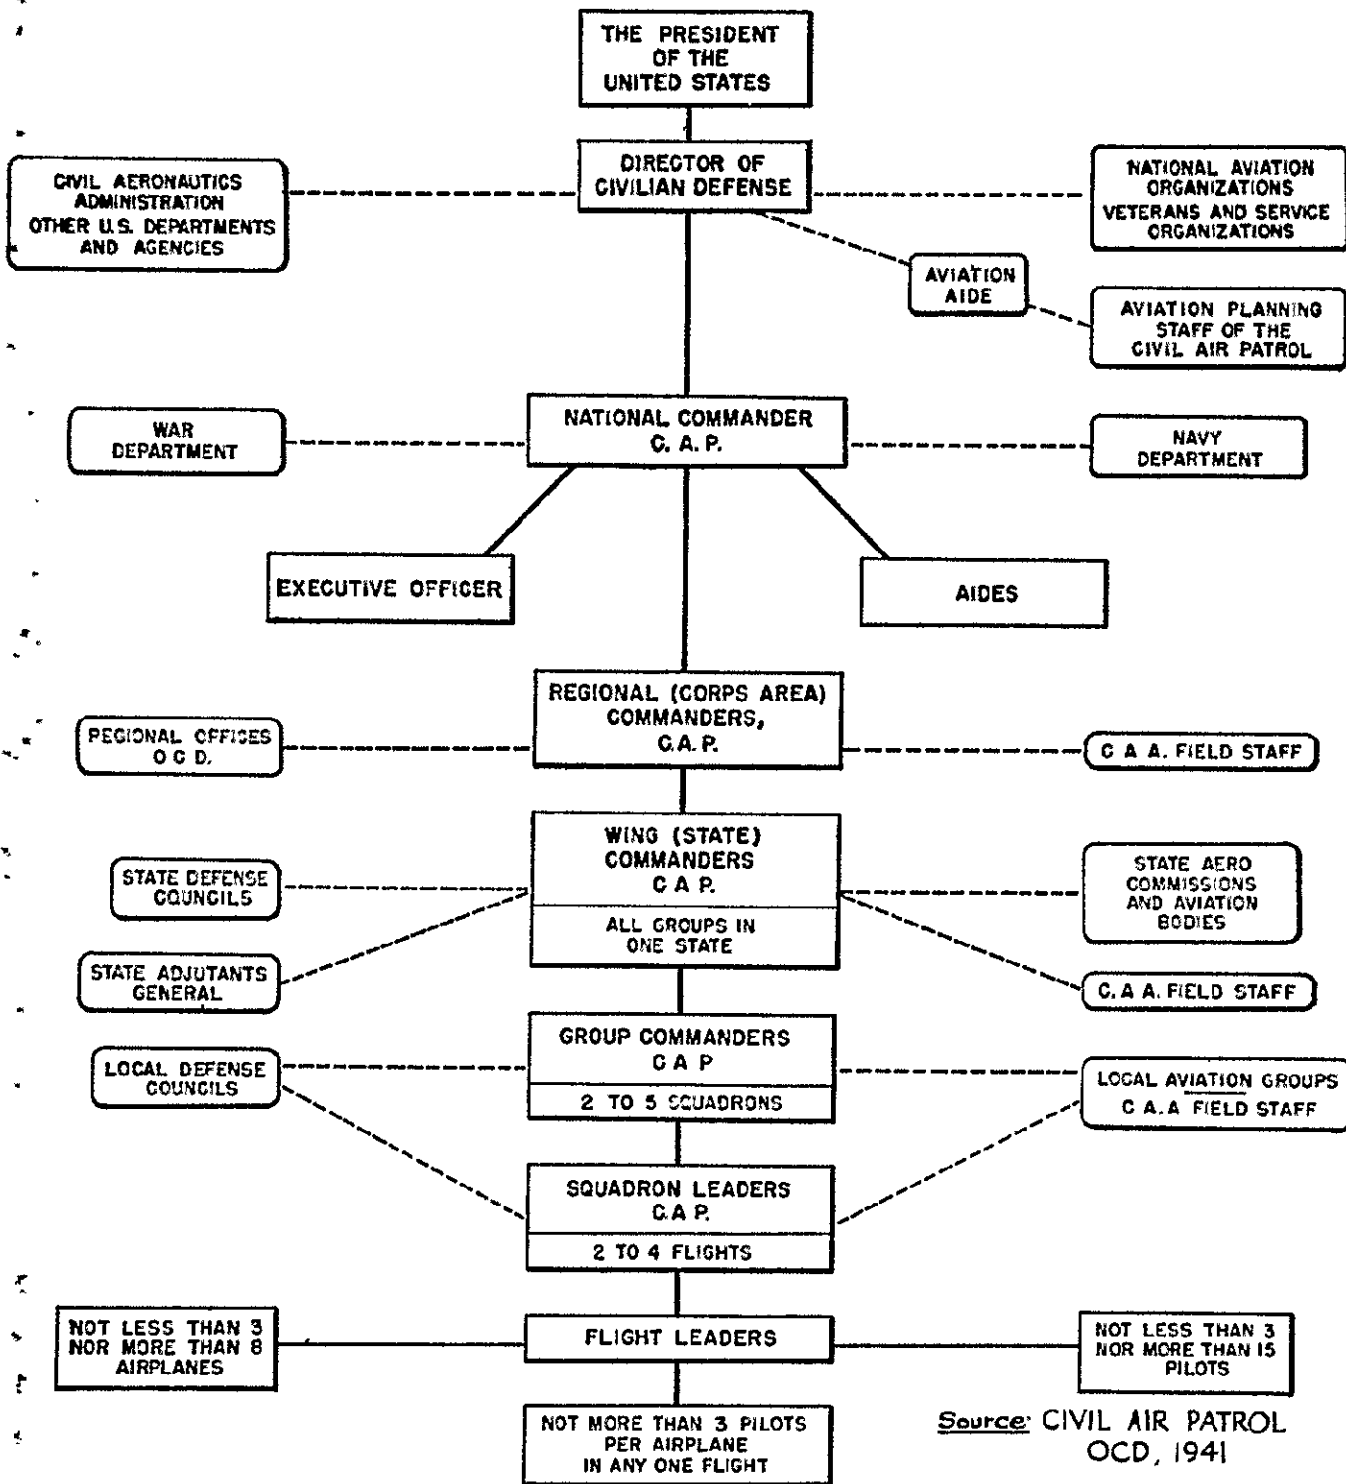 THE PRESIDENT
OF THE
UNITED STATES
DIRECTOR OF
CIVILIAN DEFENSE
CIVIL AERONAUTICS
ADMINISTRATION
OTHER U.S. DEPARTMENTS
AND AGENCIES
NATIONAL AVIATION
ORGANIZATIONS
VETERANS AND SERVICE
ORGANIZATIONS
AVIATION
AIDE
AVIATION PLANNING
STAFF OF THE
CIVIL AIR PATROL
WAR
DEPARTMENT
NATIONAL COMMANDER
C. A. P.
NAVY
DEPARTMENT
EXECUTIVE OFFICER
AIDES
REGIONAL (CORPS AREA)
COMMANDERS,
C.A.P.
REGIONAL OFFICES
O C D.
C A A. FIELD STAFF
WING (STATE)
COMMANDERS
C A P.
ALL GROUPS IN
ONE STATE
STATE DEFENSE
COUNCILS
STATE ADJUTANTS
GENERAL
STATE AERO
COMMISSIONS
AND AVIATION
BODIES
C. A A. FIELD STAFF
GROUP COMMANDERS
C A P
2 TO 5 SQUADRONS
LOCAL DEFENSE
COUNCILS
LOCAL AVIATION GROUPS
C A.A FIELD STAFF
SQUADRON LEADERS
C.A P.
2 TO 4 FLIGHTS
NOT LESS THAN 3
NOR MORE THAN 8
AIRPLANES
FLIGHT LEADERS
NOT LESS THAN 3
NOR MORE THAN 15
PILOTS
NOT MORE THAN 3 PILOTS
PER AIRPLANE
IN ANY ONE FLIGHT
Source: CIVIL AIR PATROL
OCD, 1941